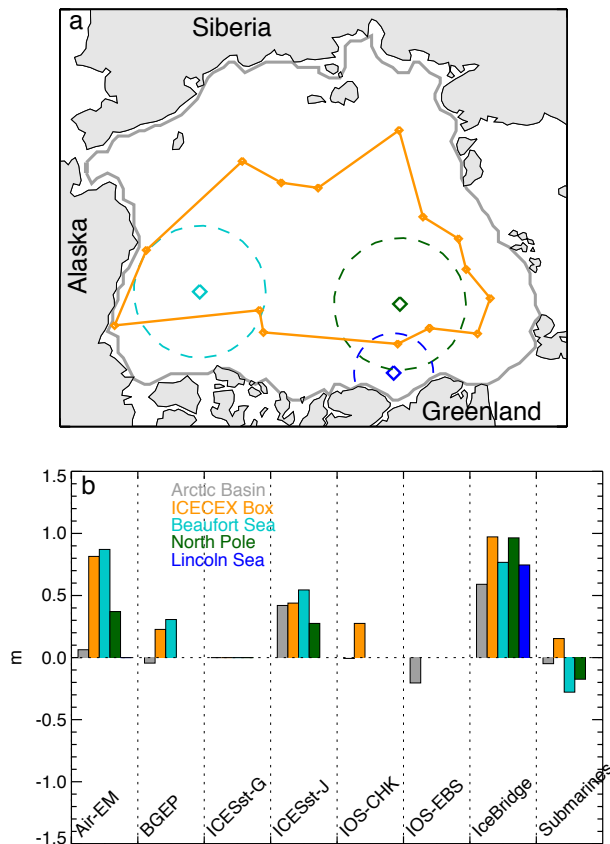 a
Siberia
Alaska
Greenland
b
Arctic Basin
ICECEX Box
Beaufort Sea
North Pole
Lincoln Sea
m
1.5
1.0
0.5
0.0
-0.5
-1.0
-1.5
Air-EM
BGEP
ICESst-G
ICESst-J
IOS-CHK
IOS-EBS
IceBridge
Submarines